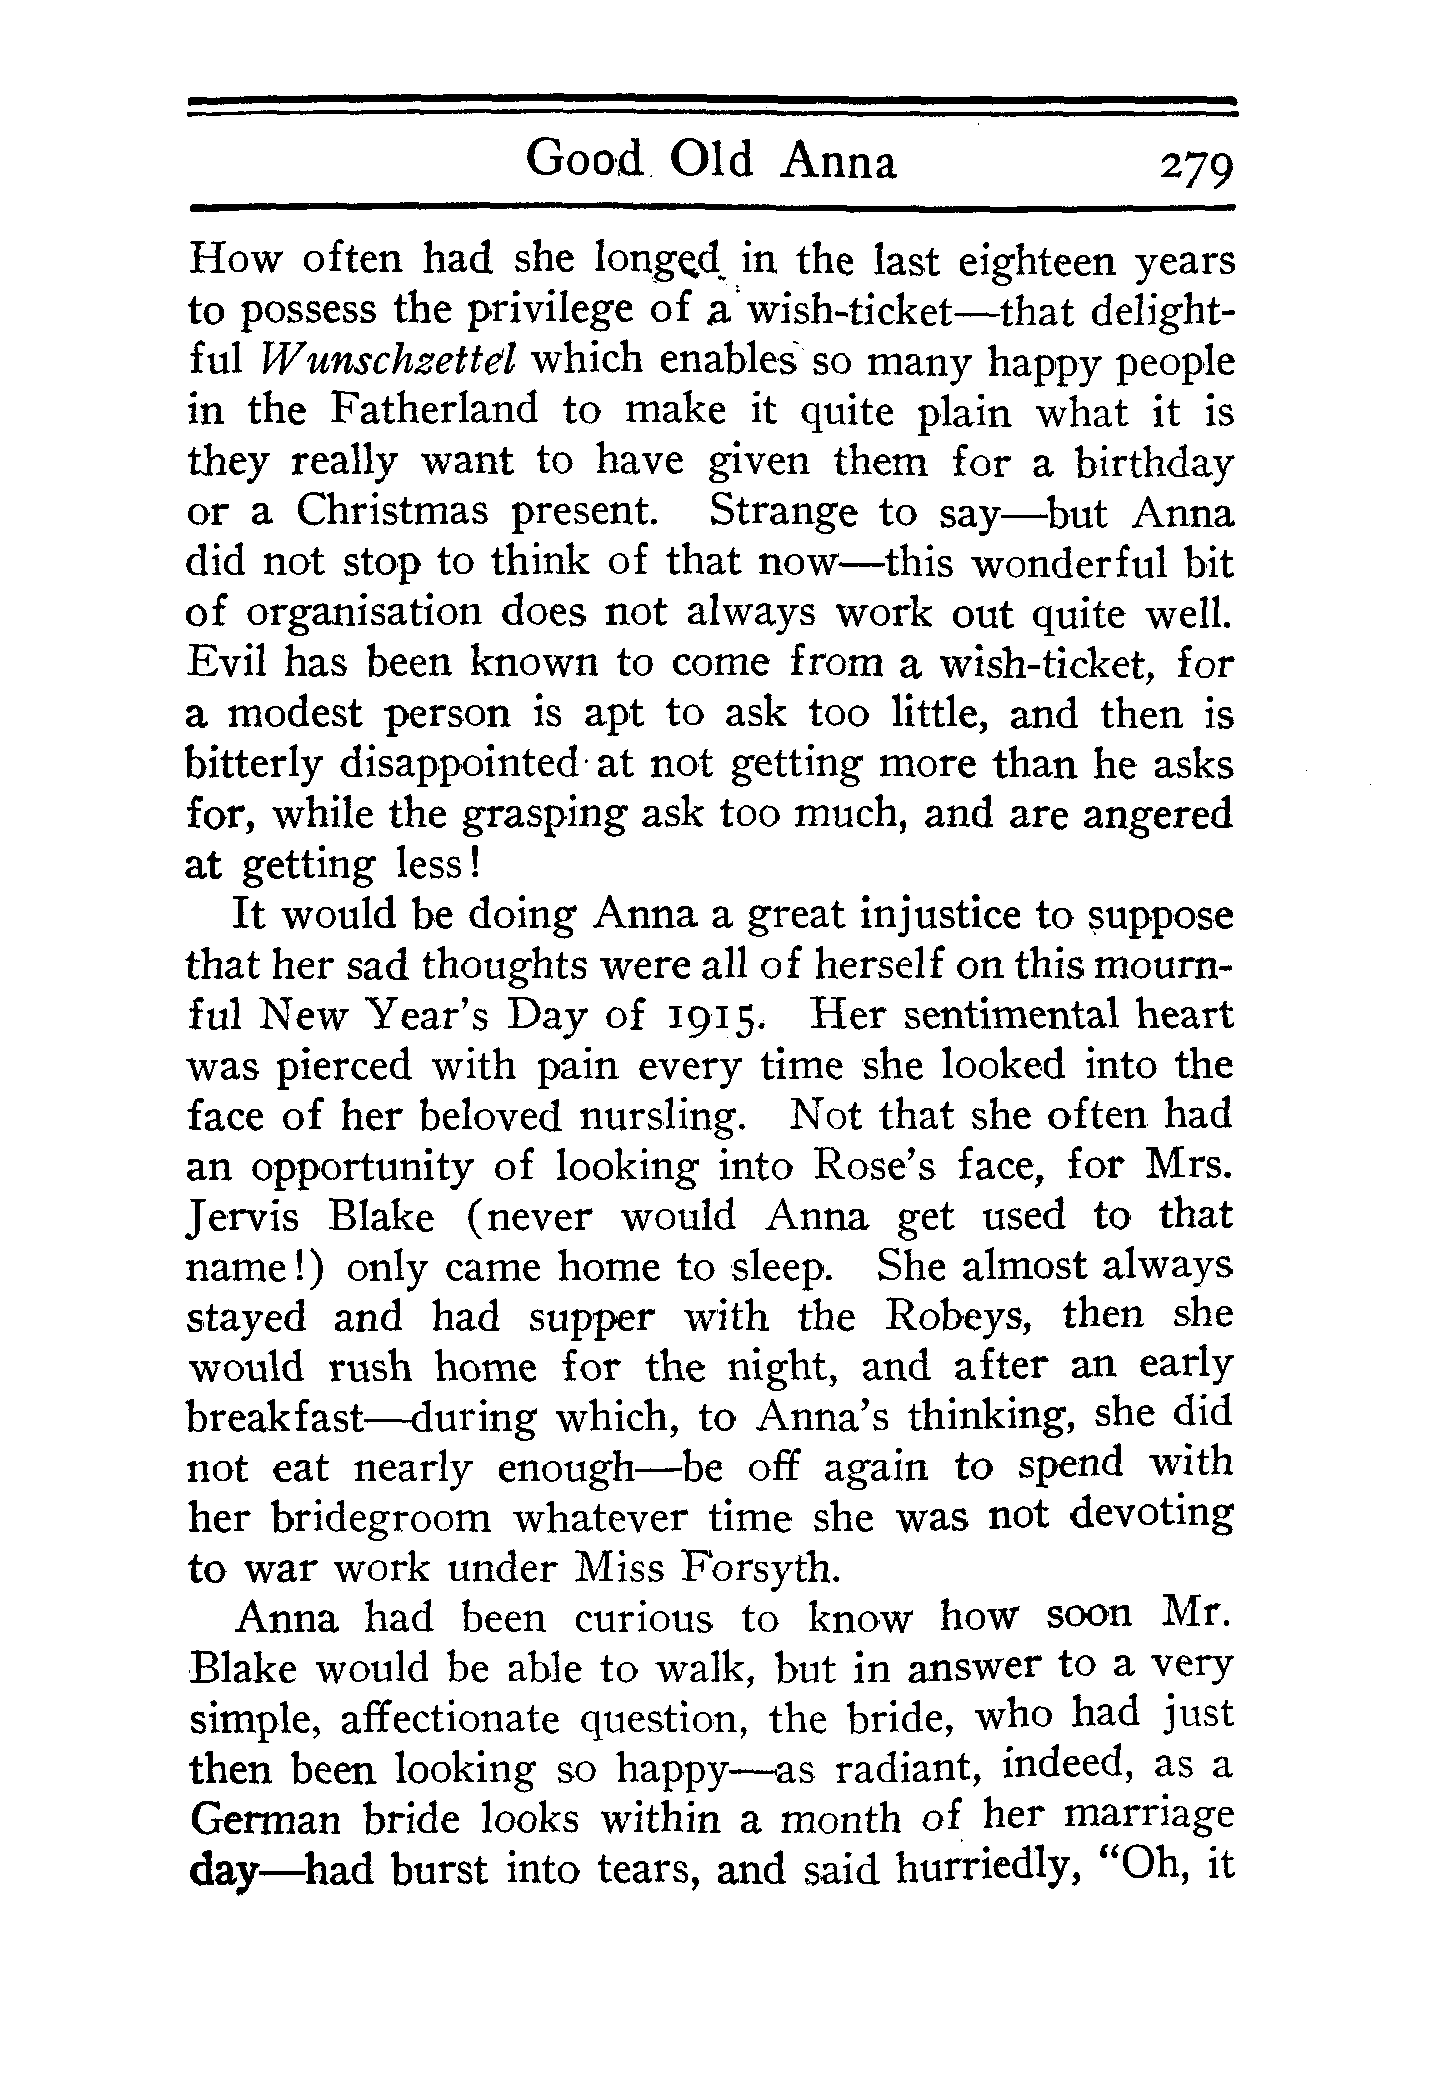 Good Old Anna 279
How often had she longed in the last eighteen years
to possess the privilege of a wish-ticket—that delight-
ful Wunschzettel which enables so many happy people
in the Fatherland to make it quite plain what it is
they really want to have given them for a birthday
or a Christmas present. Strange to say—but Anna
did not stop to think of that now—this wonderful bit
of organisation does not always work out quite well.
Evil has been known to come from a wish-ticket, for
a modest person is apt to ask too little, and then is
bitterly disappointed at not getting more than he asks
for, while the grasping ask too much, and are angered
at getting less!
It would be doing Anna a great injustice to suppose
that her sad thoughts were all of herself on this mourn-
ful New Year's Day of 1915. Her sentimental heart
was pierced with pain every time she looked into the
face of her beloved nursling. Not that she often had
an opportunity of looking into Rose's face, for Mrs.
Jervis Blake (never would Anna get used to that
name!) only came home to sleep. She almost always
stayed and had supper with the Robeys, then she
would rush home for the night, and after an early
breakfast—during which, to Anna's thinking, she did
not eat nearly enough—be off again to spend with
her bridegroom whatever time she was not devoting
to war work under Miss Forsyth.
Anna had been curious to know how soon Mr.
Blake would be able to walk, but in answer to a very
simple, affectionate question, the bride, who had just
then been looking so happy—as radiant, indeed, as a
German bride looks within a month of her marriage
day—had burst into tears, and said hurriedly, "Oh, it